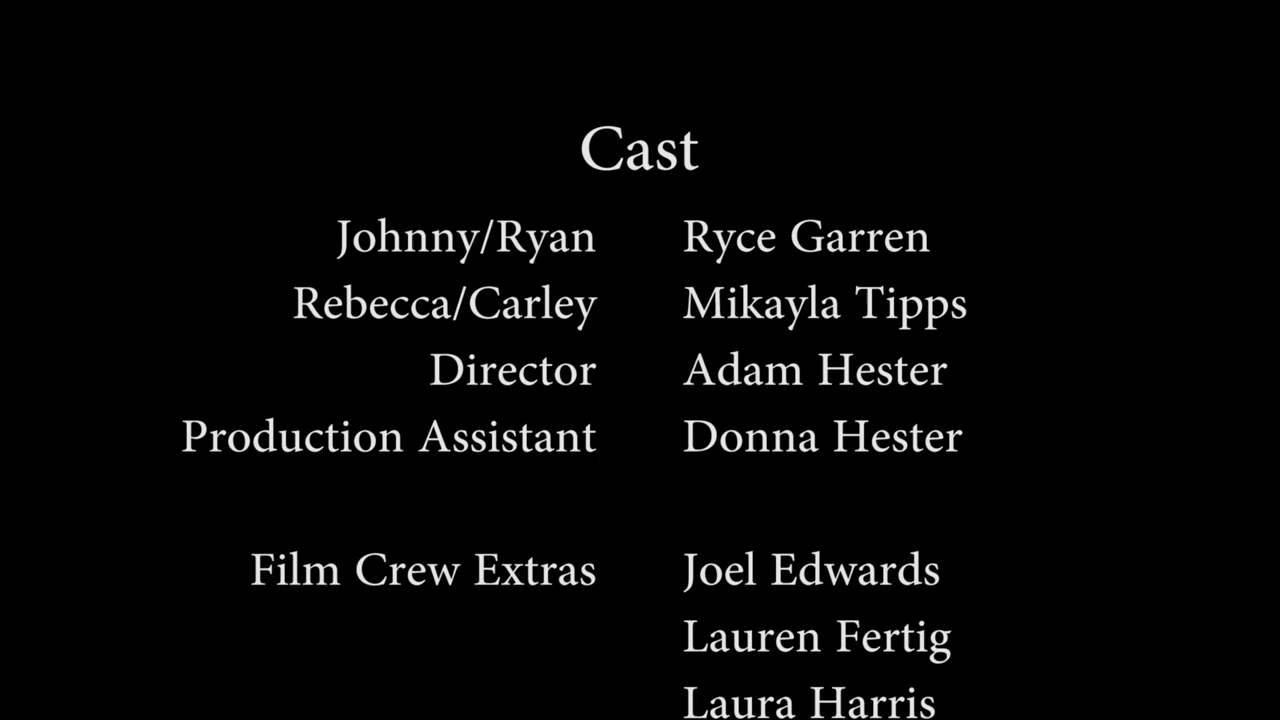 Cast
Johnny/Ryan Ryce Garren
Rebecca/Carley Mikayla Tipps
Director Adam Hester
Production Assistant Donna Hester
Film Crew Extras Joel Edwards
Lauren Fertig
Laura Harris